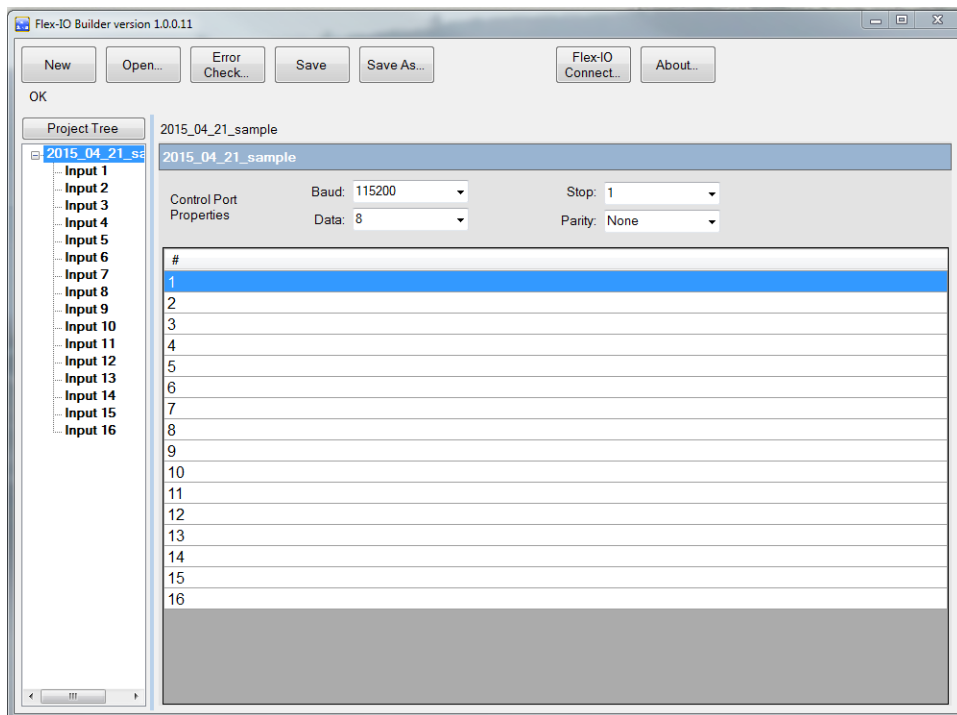 Flex-IO Builder version 1.0.0.11
New Open... Error Check... Save Save As... Flex-IO Connect... About...
OK
Project Tree 2015_04_21_sample
2015_04_21_sa
2015_04_21_sample
Input 1
Input 2
Input 3
Input 4
Input 5
Input 6
Input 7
Input 8
Input 9
Input 10
Input 11
Input 12
Input 13
Input 14
Input 15
Input 16
Control Port
Properties
Baud: 115200 Stop: 1
Data: 8 Parity: None
#
1
2
3
4
5
6
7
8
9
10
11
12
13
14
15
16